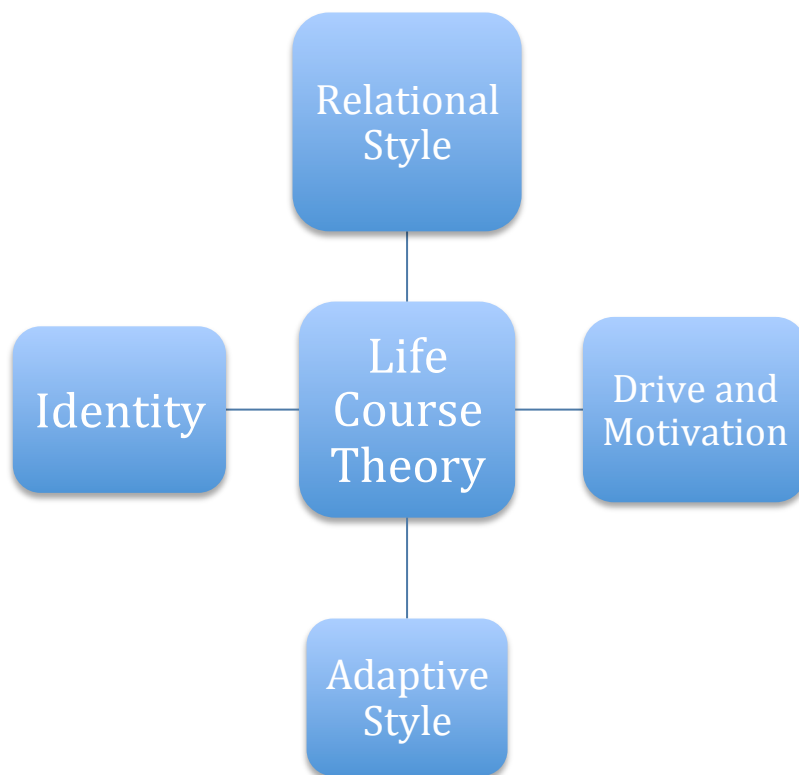 Relational
Style
Identity
Life
Course
Theory
Drive and
Motivation
Adaptive
Style